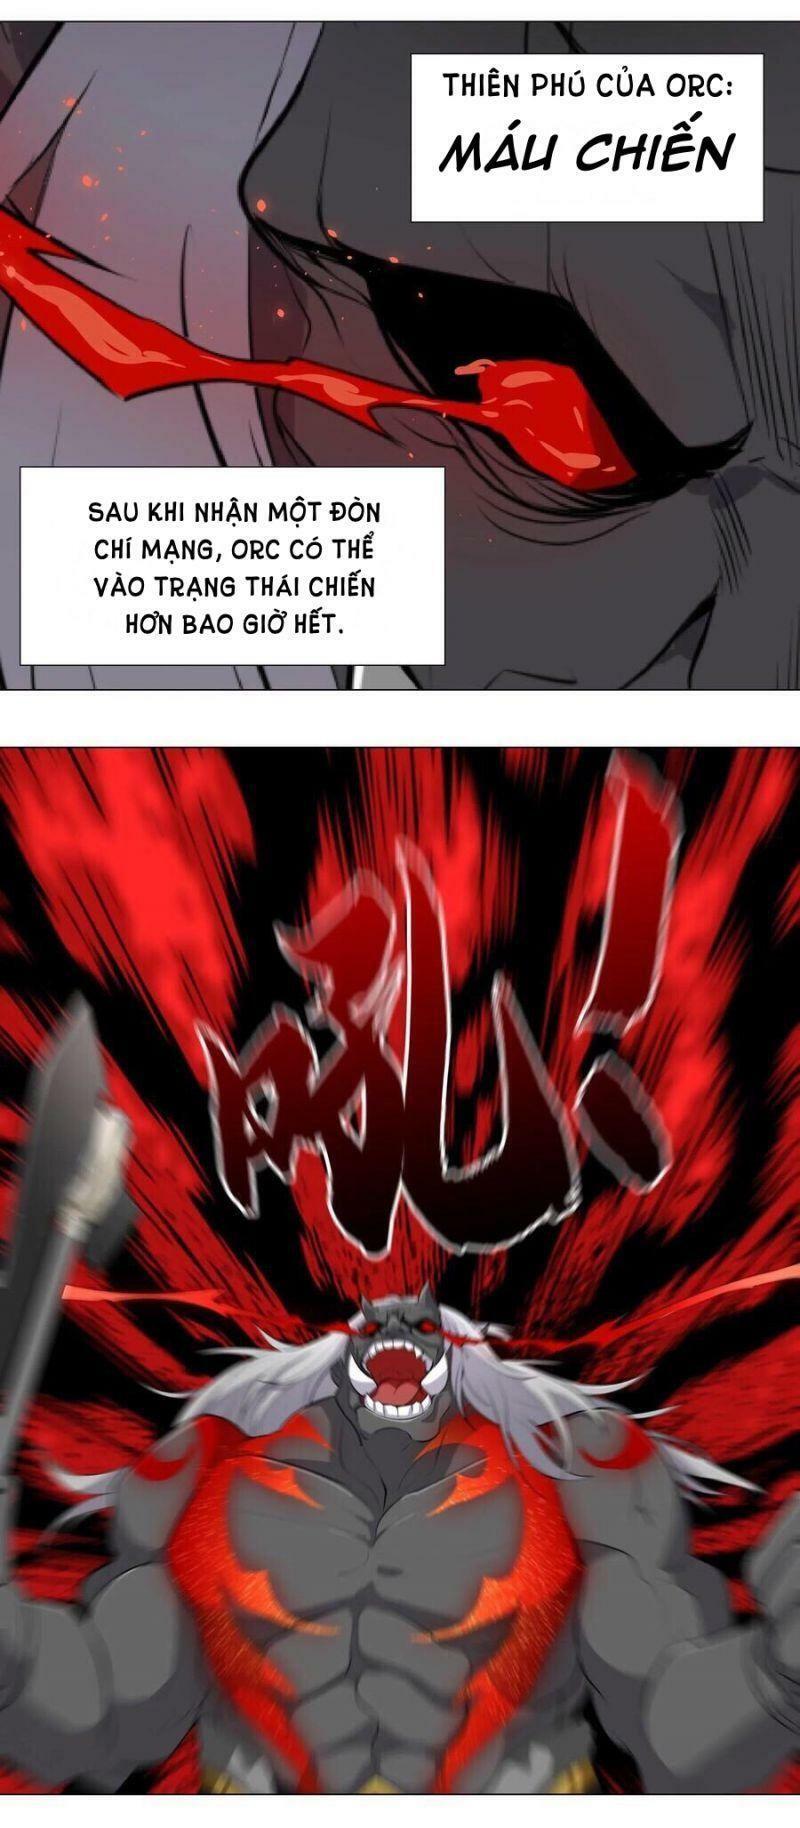 THIÊN PHÚ CỦA ORC:
MÁU CHIẾN
SAU KHI NHẬN MỘT ĐÒN
CHÍ MẠNG, ORC CÓ THỂ
VÀO TRẠNG THÁI CHIẾN
HƠN BAO GIỜ HẾT.
吼!